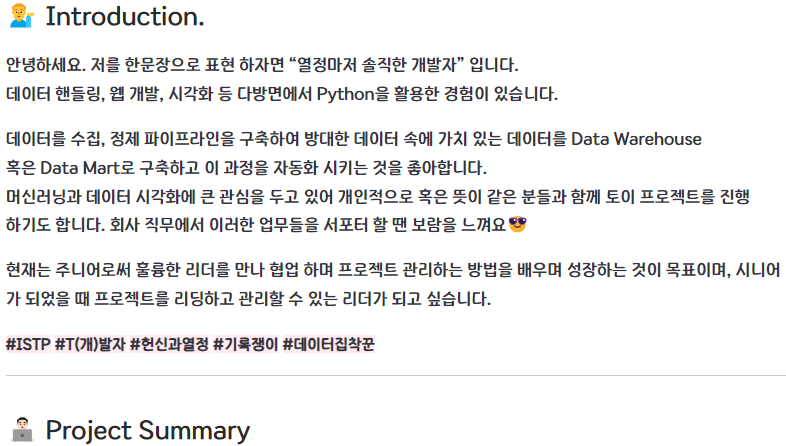 Introduction.
안녕하세요. 저를 한문장으로 표현 하자면 “열정마저 솔직한 개발자” 입니다.
데이터 핸들링, 웹 개발, 시각화 등 다방면에서 Python을 활용한 경험이 있습니다.
데이터를 수집, 정제 파이프라인을 구축하여 방대한 데이터 속에 가치 있는 데이터를 Data Warehouse
혹은 Data Mart로 구축하고 이 과정을 자동화 시키는 것을 좋아합니다.
머신러닝과 데이터 시각화에 큰 관심을 두고 있어 개인적으로 혹은 뜻이 같은 분들과 함께 토이 프로젝트를 진행
하기도 합니다. 회사 직무에서 이러한 업무들을 서포터 할 땐 보람을 느껴요😎
현재는 주니어로써 훌륭한 리더를 만나 협업 하며 프로젝트 관리하는 방법을 배우며 성장하는 것이 목표이며, 시니어
가 되었을 때 프로젝트를 리딩하고 관리할 수 있는 리더가 되고 싶습니다.
#ISTP #T(개)발자 #헌신과열정 #기록쟁이 #데이터집착꾼
Project Summary